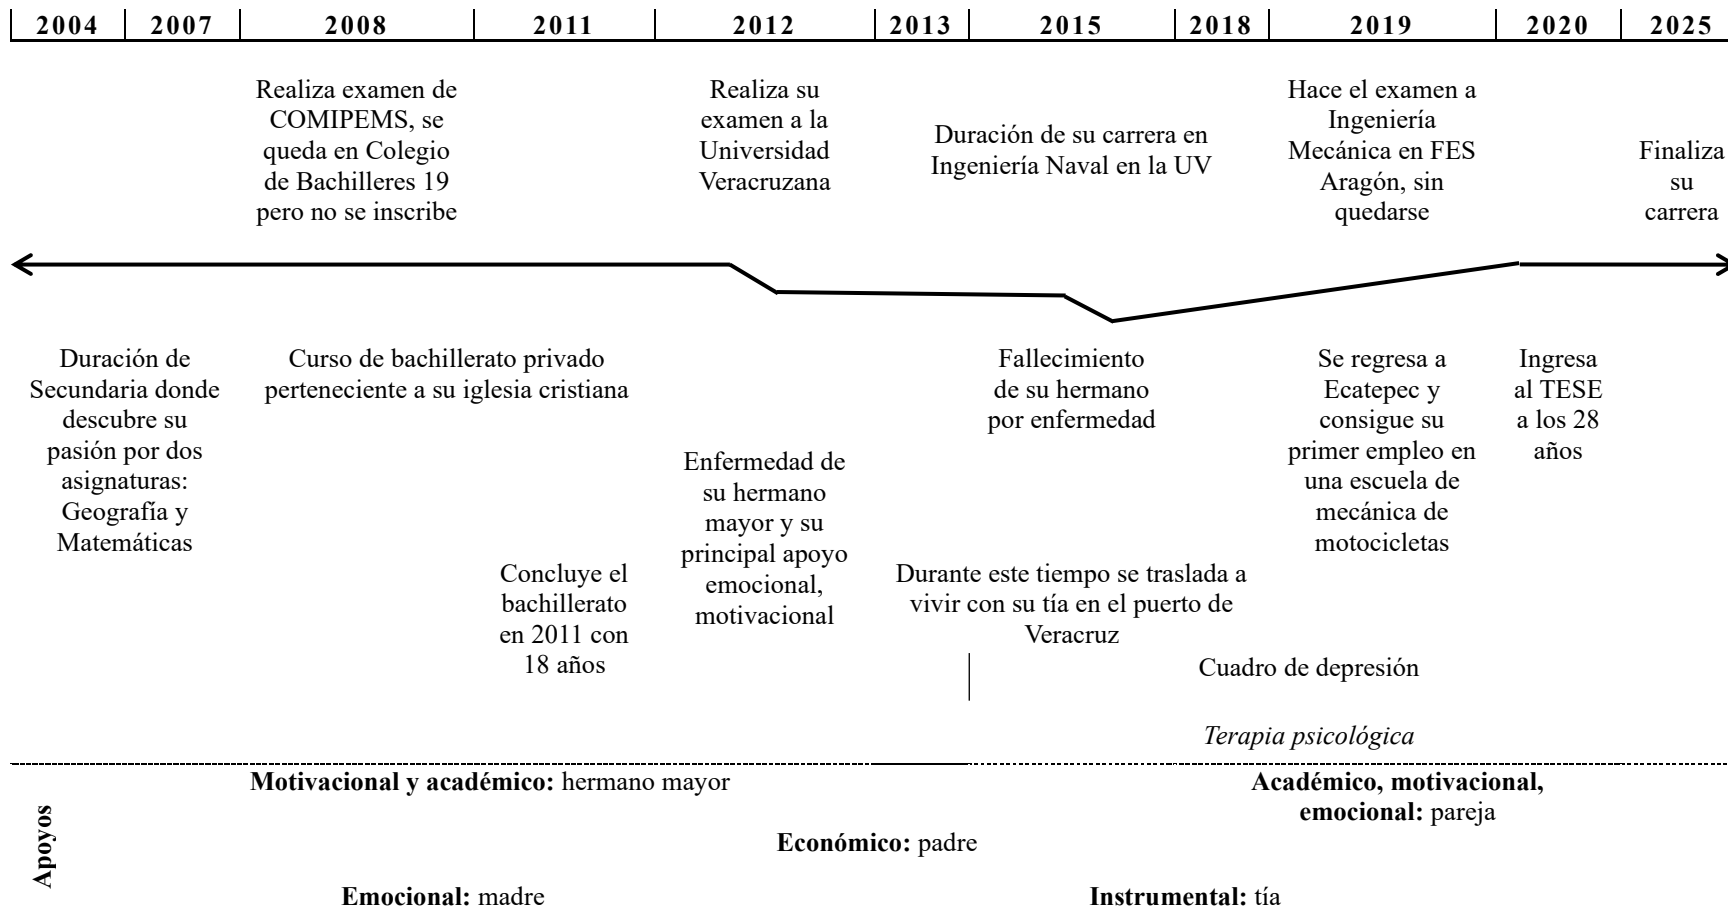 2004 2007 2008 2011 2012 2013 2015 2018 2019 2020 2025
Realiza examen de
COMIPEMS, se
queda en Colegio
de Bachilleres 19
pero no se inscribe
Realiza su
examen a la
Universidad
Veracruzana
Duración de su carrera en
Ingeniería Naval en la UV
Hace el examen a
Ingeniería
Mecánica en FES
Aragón, sin
quedarse
Finaliza
su
carrera
Duración de
Secundaria donde
descubre su
pasión por dos
asignaturas:
Geografía y
Matemáticas
Curso de bachillerato privado
perteneciente a su iglesia cristiana
Concluye el
bachillerato
en 2011 con
18 años
Enfermedad de
su hermano
mayor y su
principal apoyo
emocional,
motivacional
Fallecimiento
de su hermano
por enfermedad
Durante este tiempo se traslada a
vivir con su tía en el puerto de
Veracruz
Se regresa a
Ecatepec y
consigue su
primer empleo en
una escuela de
mecánica de
motocicletas
Ingresa
al TESE
a los 28
años
Cuadro de depresión
Terapia psicológica
Apoyos
Motivacional y académico: hermano mayor
Académico, motivacional,
emocional: pareja
Económico: padre
Emocional: madre
Instrumental: tía